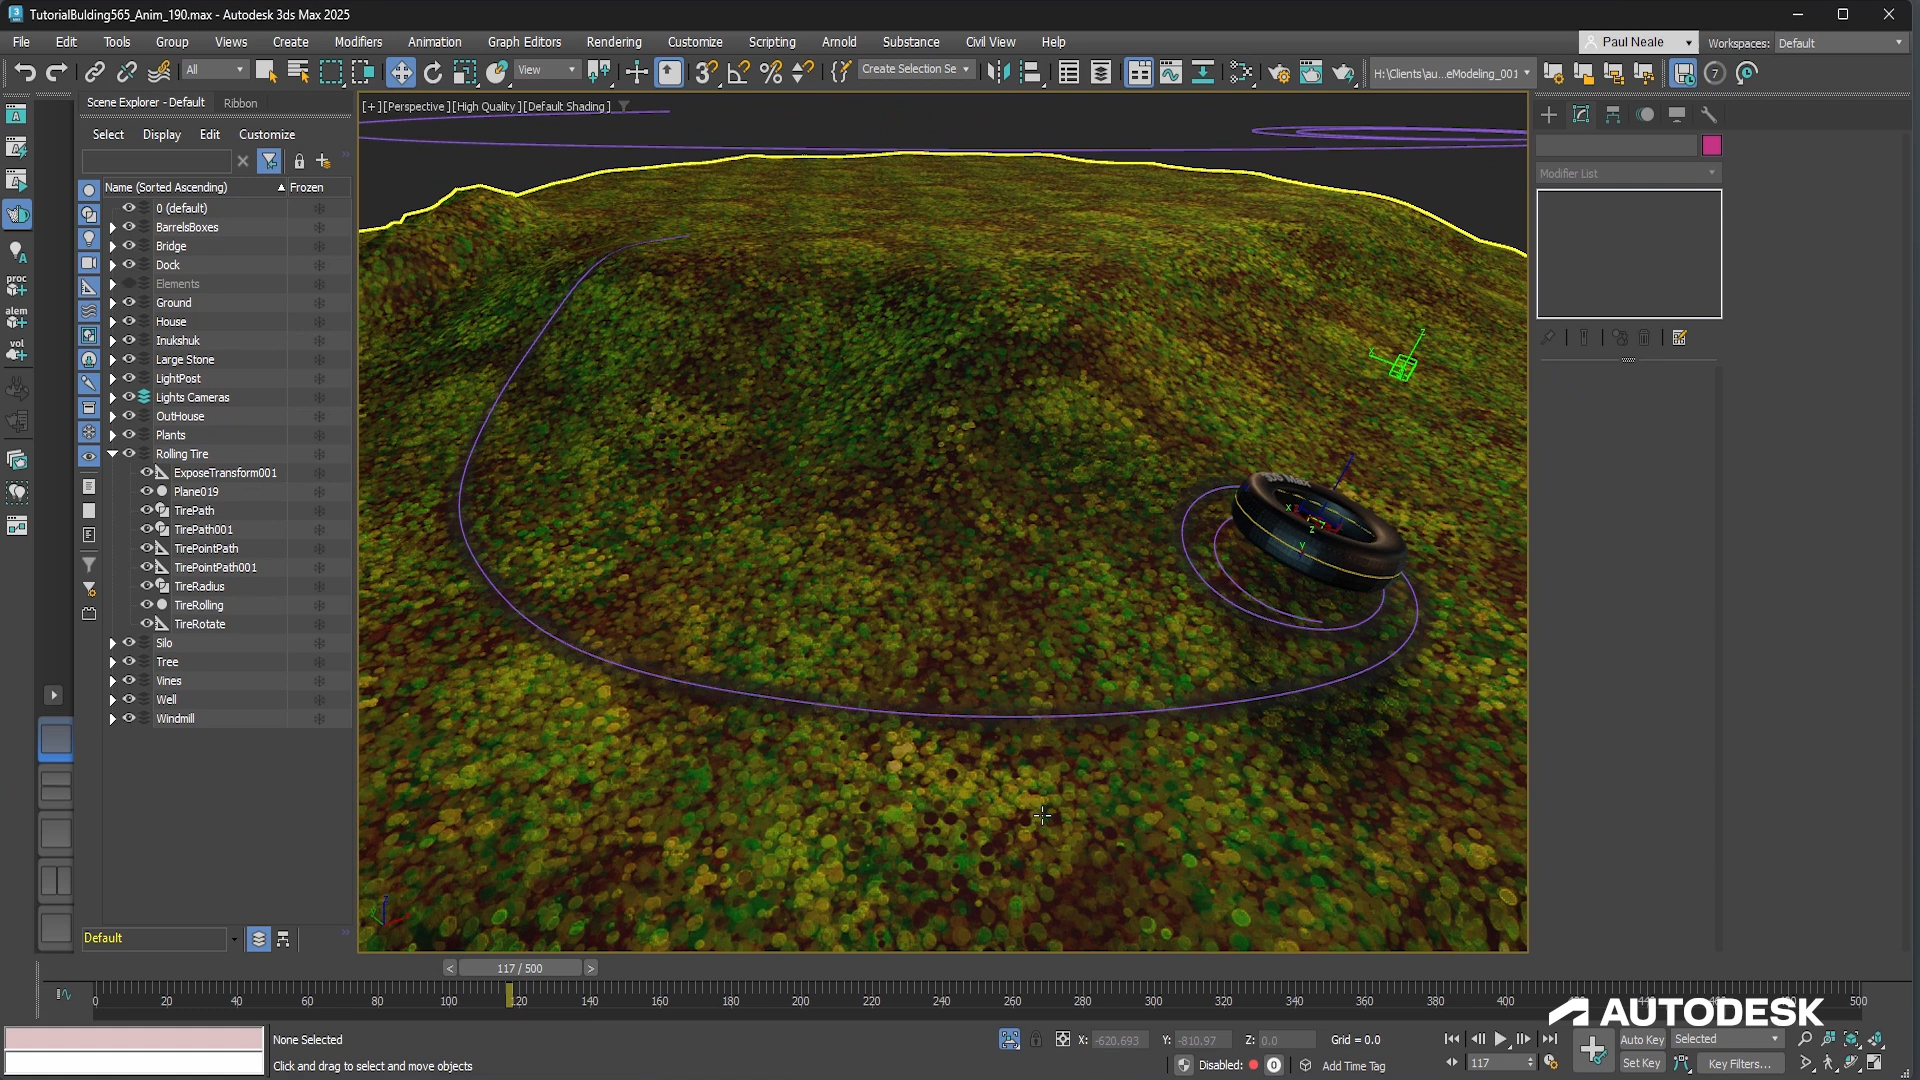 TutorialBulding565_Anim_190.max - Autodesk 3ds Max 2025
File Edit Tools Group Views Create Modifiers Animation Graph Editors Rendering Customize Scripting Arnold Substance Civil View Help
Paul Neale Workspaces: Default
All View Create Selection Se H:\Clients\au...eModeling_001 7
Scene Explorer - Default Ribbon
[+][Perspective][High Quality][Default Shading]
Select Display Edit Customize
Modifier List
Name (Sorted Ascending) Frozen
0 (default)
BarrelsBoxes
Bridge
Dock
Elements
Ground
House
Inukshuk
Large Stone
LightPost
Lights Cameras
OutHouse
Plants
Rolling Tire
ExposeTransform001
Plane019
TirePath
TirePath001
TirePointPath
TirePointPath001
TireRadius
TireRolling
TireRotate
Silo
Tree
Vines
Well
Windmill
proc
alem
vol
Default
117 / 500
0 20 40 60 80 100 120 140 160 180 200 220 240 260 280 300 320 340 360 380 400 500
AUTODESK
None Selected
X: -620.693 Y: -810.97 Z: 0.0 Grid = 0.0
Auto Key Selected
Click and drag to select and move objects
Disabled: 0 Add Time Tag
117 Set Key Key Filters...